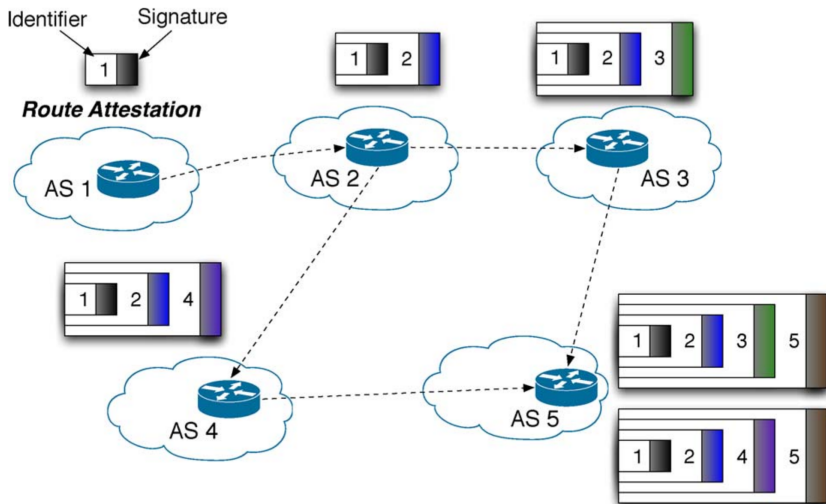 Identifier
Signature
1
Route Attestation
1 2
1 2 3
AS 1
AS 2
AS 3
1 2 4
1 2 3 5
AS 4
AS 5
1 2 4 5